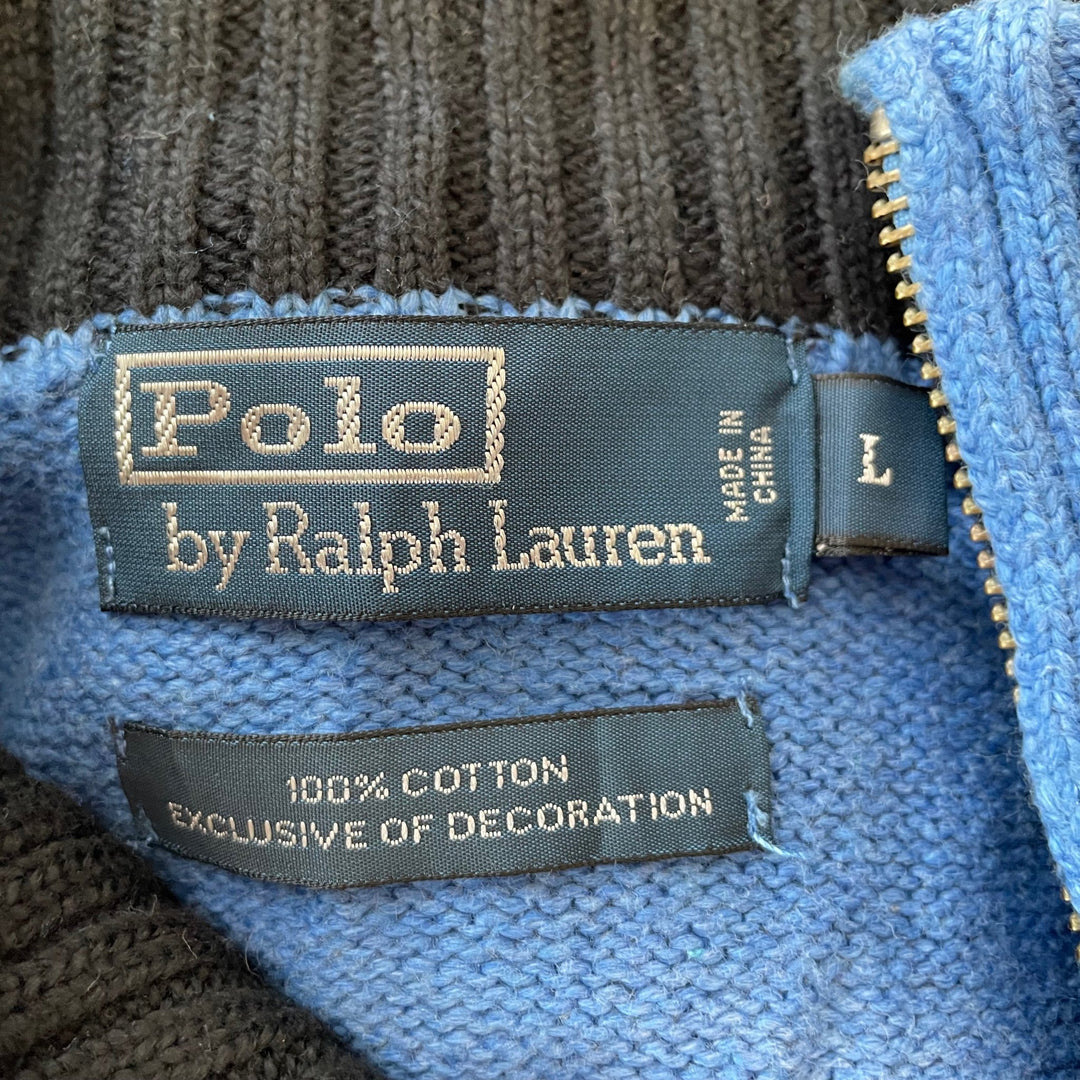 Polo
by Ralph Lauren
MADE IN
CHINA
L
100% COTTON
EXCLUSIVE OF DECORATION